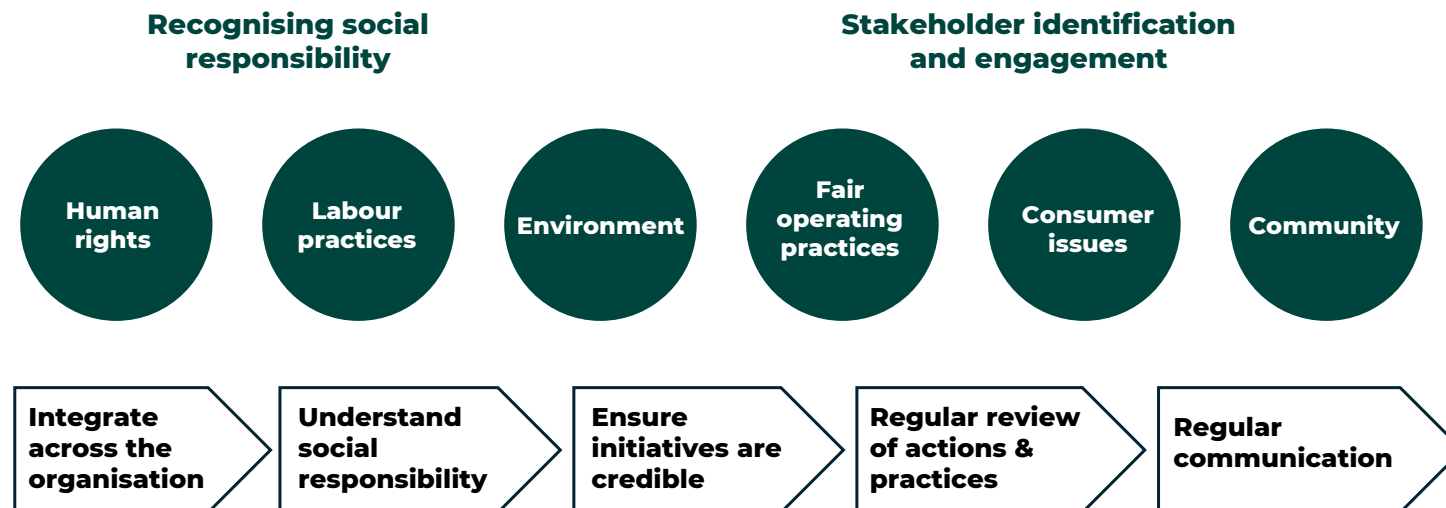 Recognising social
responsibility
Stakeholder identification
and engagement
Human
rights
Labour
practices
Environment
Fair
operating
practices
Consumer
issues
Community
Integrate
across the
organisation
Understand
social
responsibility
Ensure
initiatives are
credible
Regular review
of actions &
practices
Regular
communication